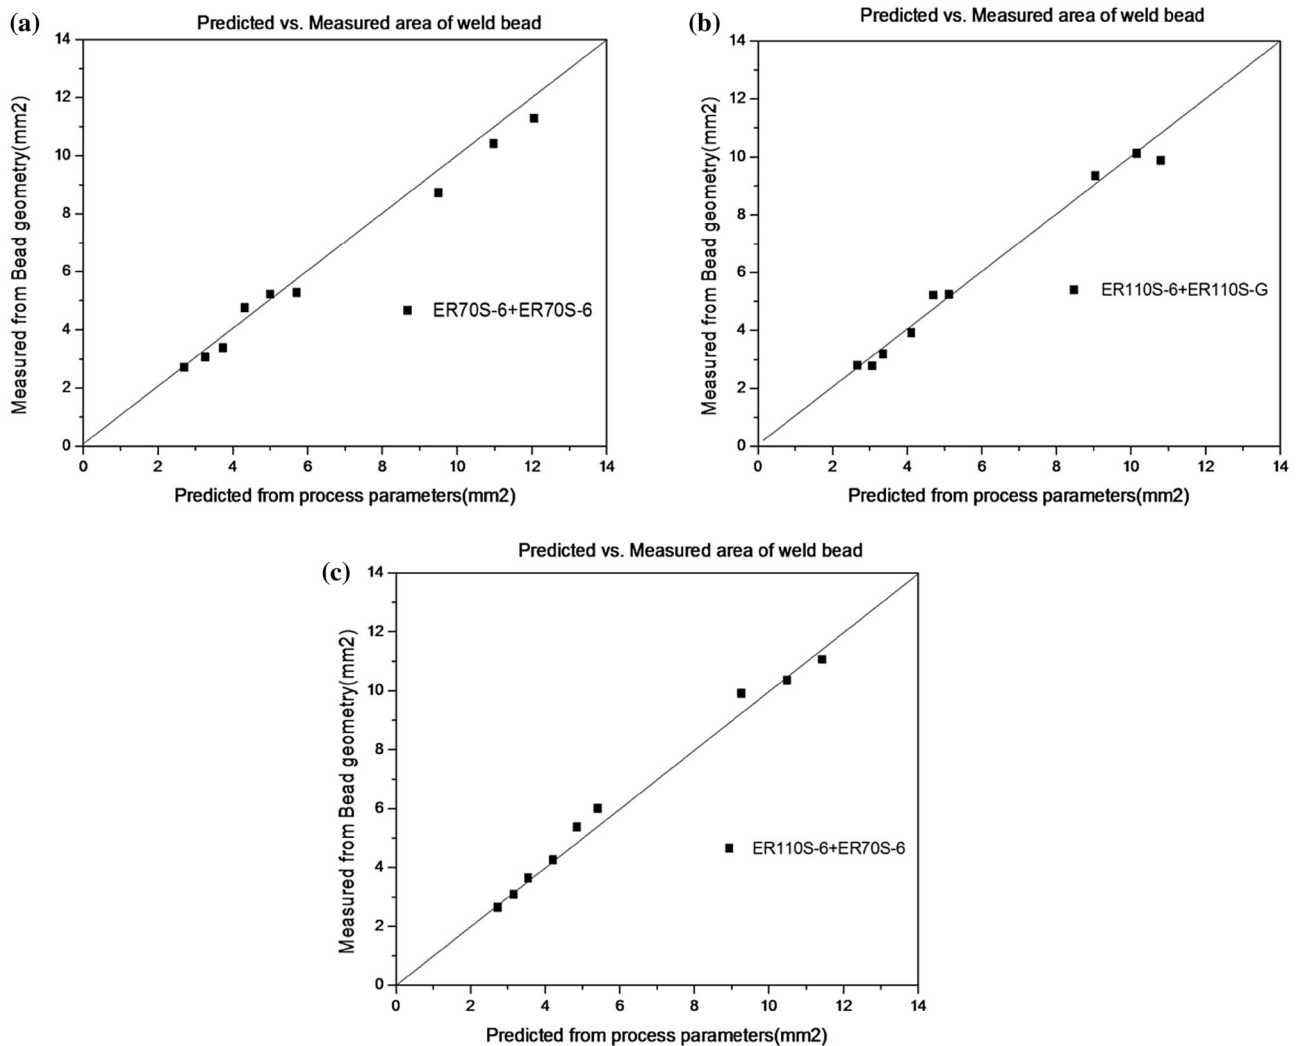 (a)
Predicted vs. Measured area of weld bead
14
12
10
8
6
4
2
0
Measured from Bead geometry(mm2)
ER70S-6+ER70S-6
0 2 4 6 8 10 12 14
Predicted from process parameters(mm2)
(b)
Predicted vs. Measured area of weld bead
14
12
10
8
6
4
2
0
Measured from Bead geometry(mm2)
ER110S-6+ER110S-G
0 2 4 6 8 10 12 14
Predicted from process parameters(mm2)
(c)
Predicted vs. Measured area of weld bead
14
12
10
8
6
4
2
0
Measured from Bead geometry(mm2)
ER110S-6+ER70S-6
0 2 4 6 8 10 12 14
Predicted from process parameters(mm2)